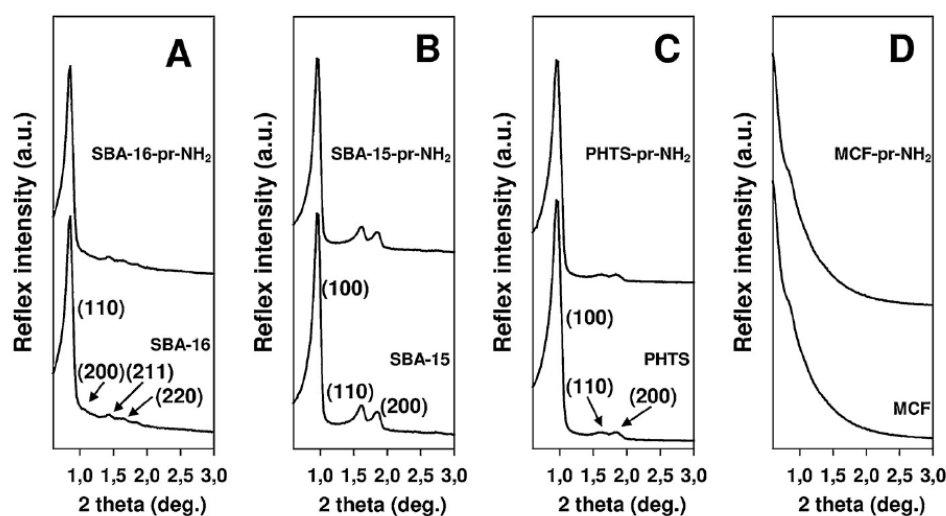 A
Reflex intensity (a.u.)
SBA-16-pr-NH₂
(110)
SBA-16
(200) (211)
(220)
1,0 1,5 2,0 2,5 3,0
2 theta (deg.)
B
Reflex intensity (a.u.)
SBA-15-pr-NH₂
(100)
SBA-15
(110)
(200)
1,0 1,5 2,0 2,5 3,0
2 theta (deg.)
C
Reflex intensity (a.u.)
PHTS-pr-NH₂
(100)
PHTS
(110)
(200)
1,0 1,5 2,0 2,5 3,0
2 theta (deg.)
D
Reflex intensity (a.u.)
MCF-pr-NH₂
MCF
1,0 1,5 2,0 2,5 3,0
2 theta (deg.)